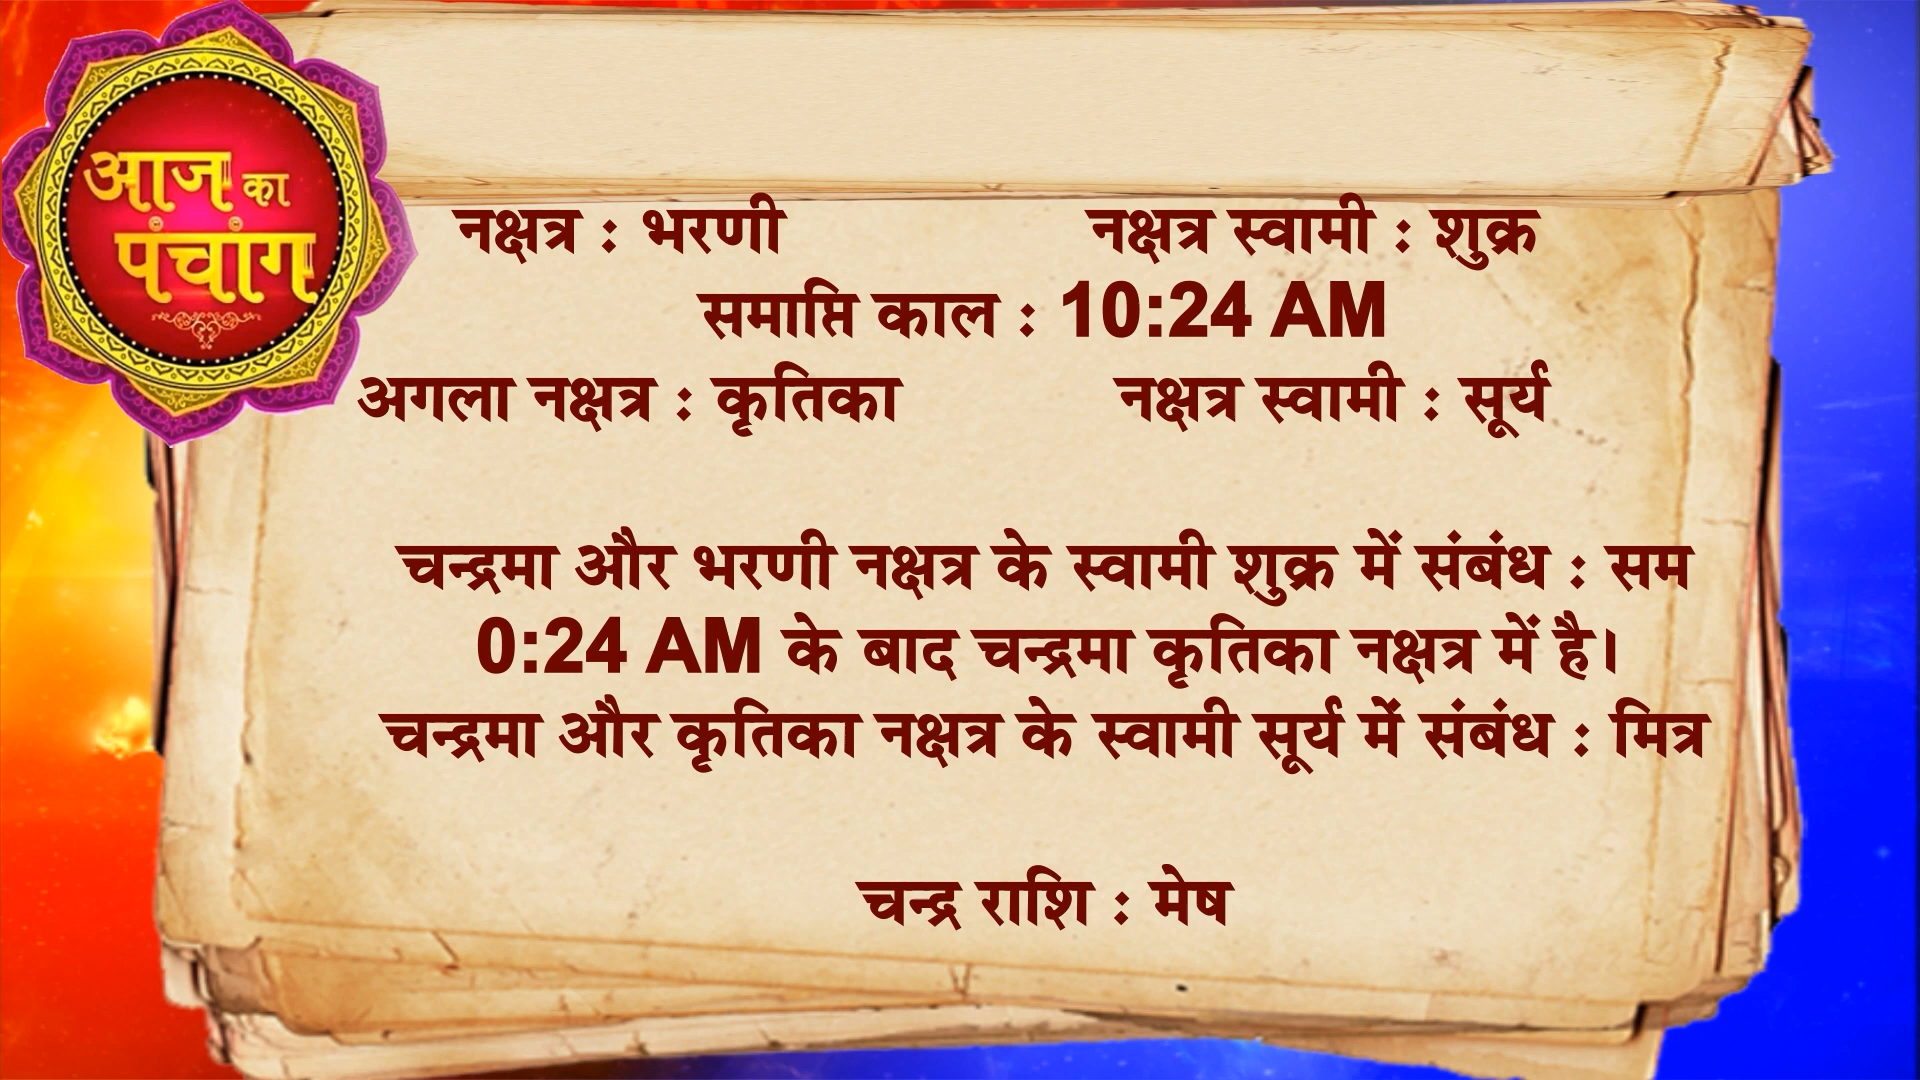 आज का
पंचांग
नक्षत्र : भरणी नक्षत्र स्वामी : शुक्र
समाप्ति काल : 10:24 AM
अगला नक्षत्र : कृतिका नक्षत्र स्वामी : सूर्य
चन्द्रमा और भरणी नक्षत्र के स्वामी शुक्र में संबंध : सम
0:24 AM के बाद चन्द्रमा कृतिका नक्षत्र में है।
चन्द्रमा और कृतिका नक्षत्र के स्वामी सूर्य में संबंध : मित्र
चन्द्र राशि : मेष